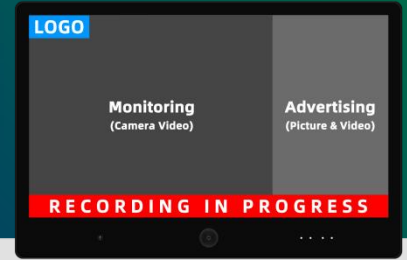 LOGO
Monitoring
(Camera Video)
Advertising
(Picture & Video)
RECORDING IN PROGRESS